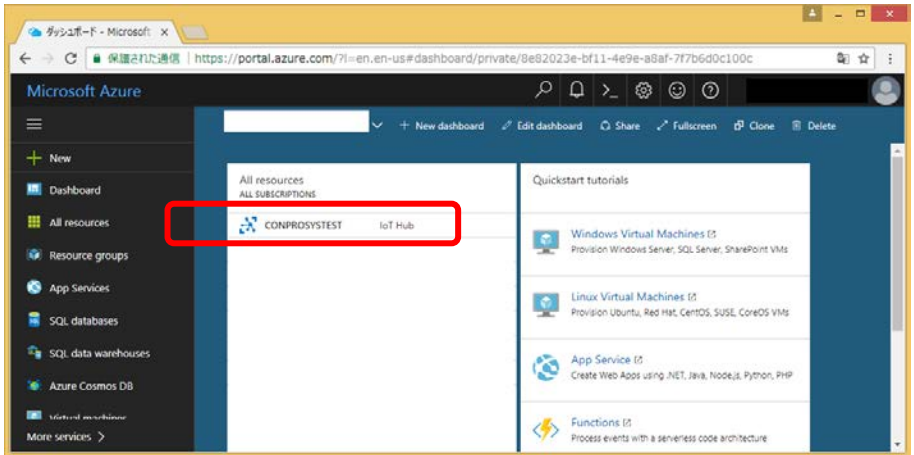 ダッシュボード - Microsoft
保護された通信 https://portal.azure.com/?l=en.en-us#dashboard/private/8e82023e-bf11-4e9e-a8af-7f7b6d0c100c
Microsoft Azure
+ New dashboard Edit dashboard Share Fullscreen Clone Delete
New
Dashboard
All resources
Resource groups
App Services
SQL databases
SQL data warehouses
Azure Cosmos DB
Virtual machines
More services >
All resources
ALL SUBSCRIPTIONS
CONPROSYSTEST IoT Hub
Quickstart tutorials
Windows Virtual Machines
Provision Windows Server, SQL Server, SharePoint VMs
Linux Virtual Machines
Provision Ubuntu, Red Hat, CentOS, SUSE, CoreOS VMs
App Service
Create Web Apps using .NET, Java, Node.js, Python, PHP
Functions
Process events with a serverless code architecture